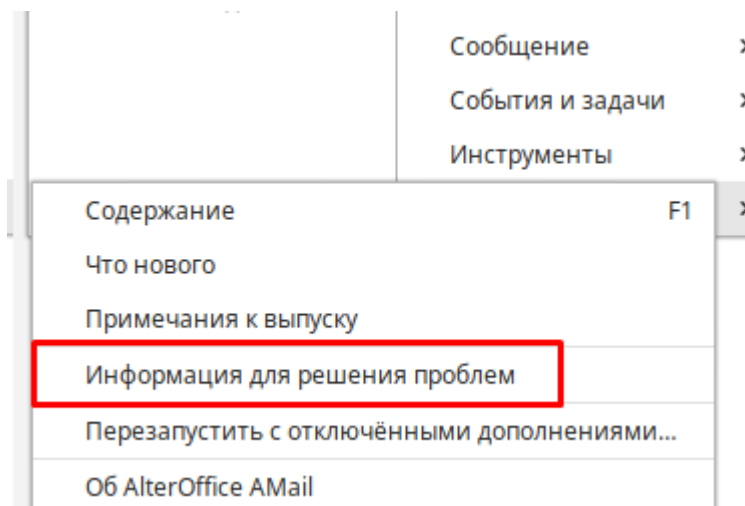 Сообщение
События и задачи
Инструменты
Содержание F1
Что нового
Примечания к выпуску
Информация для решения проблем
Перезапустить с отключёнными дополнениями...
Об AlterOffice AMail